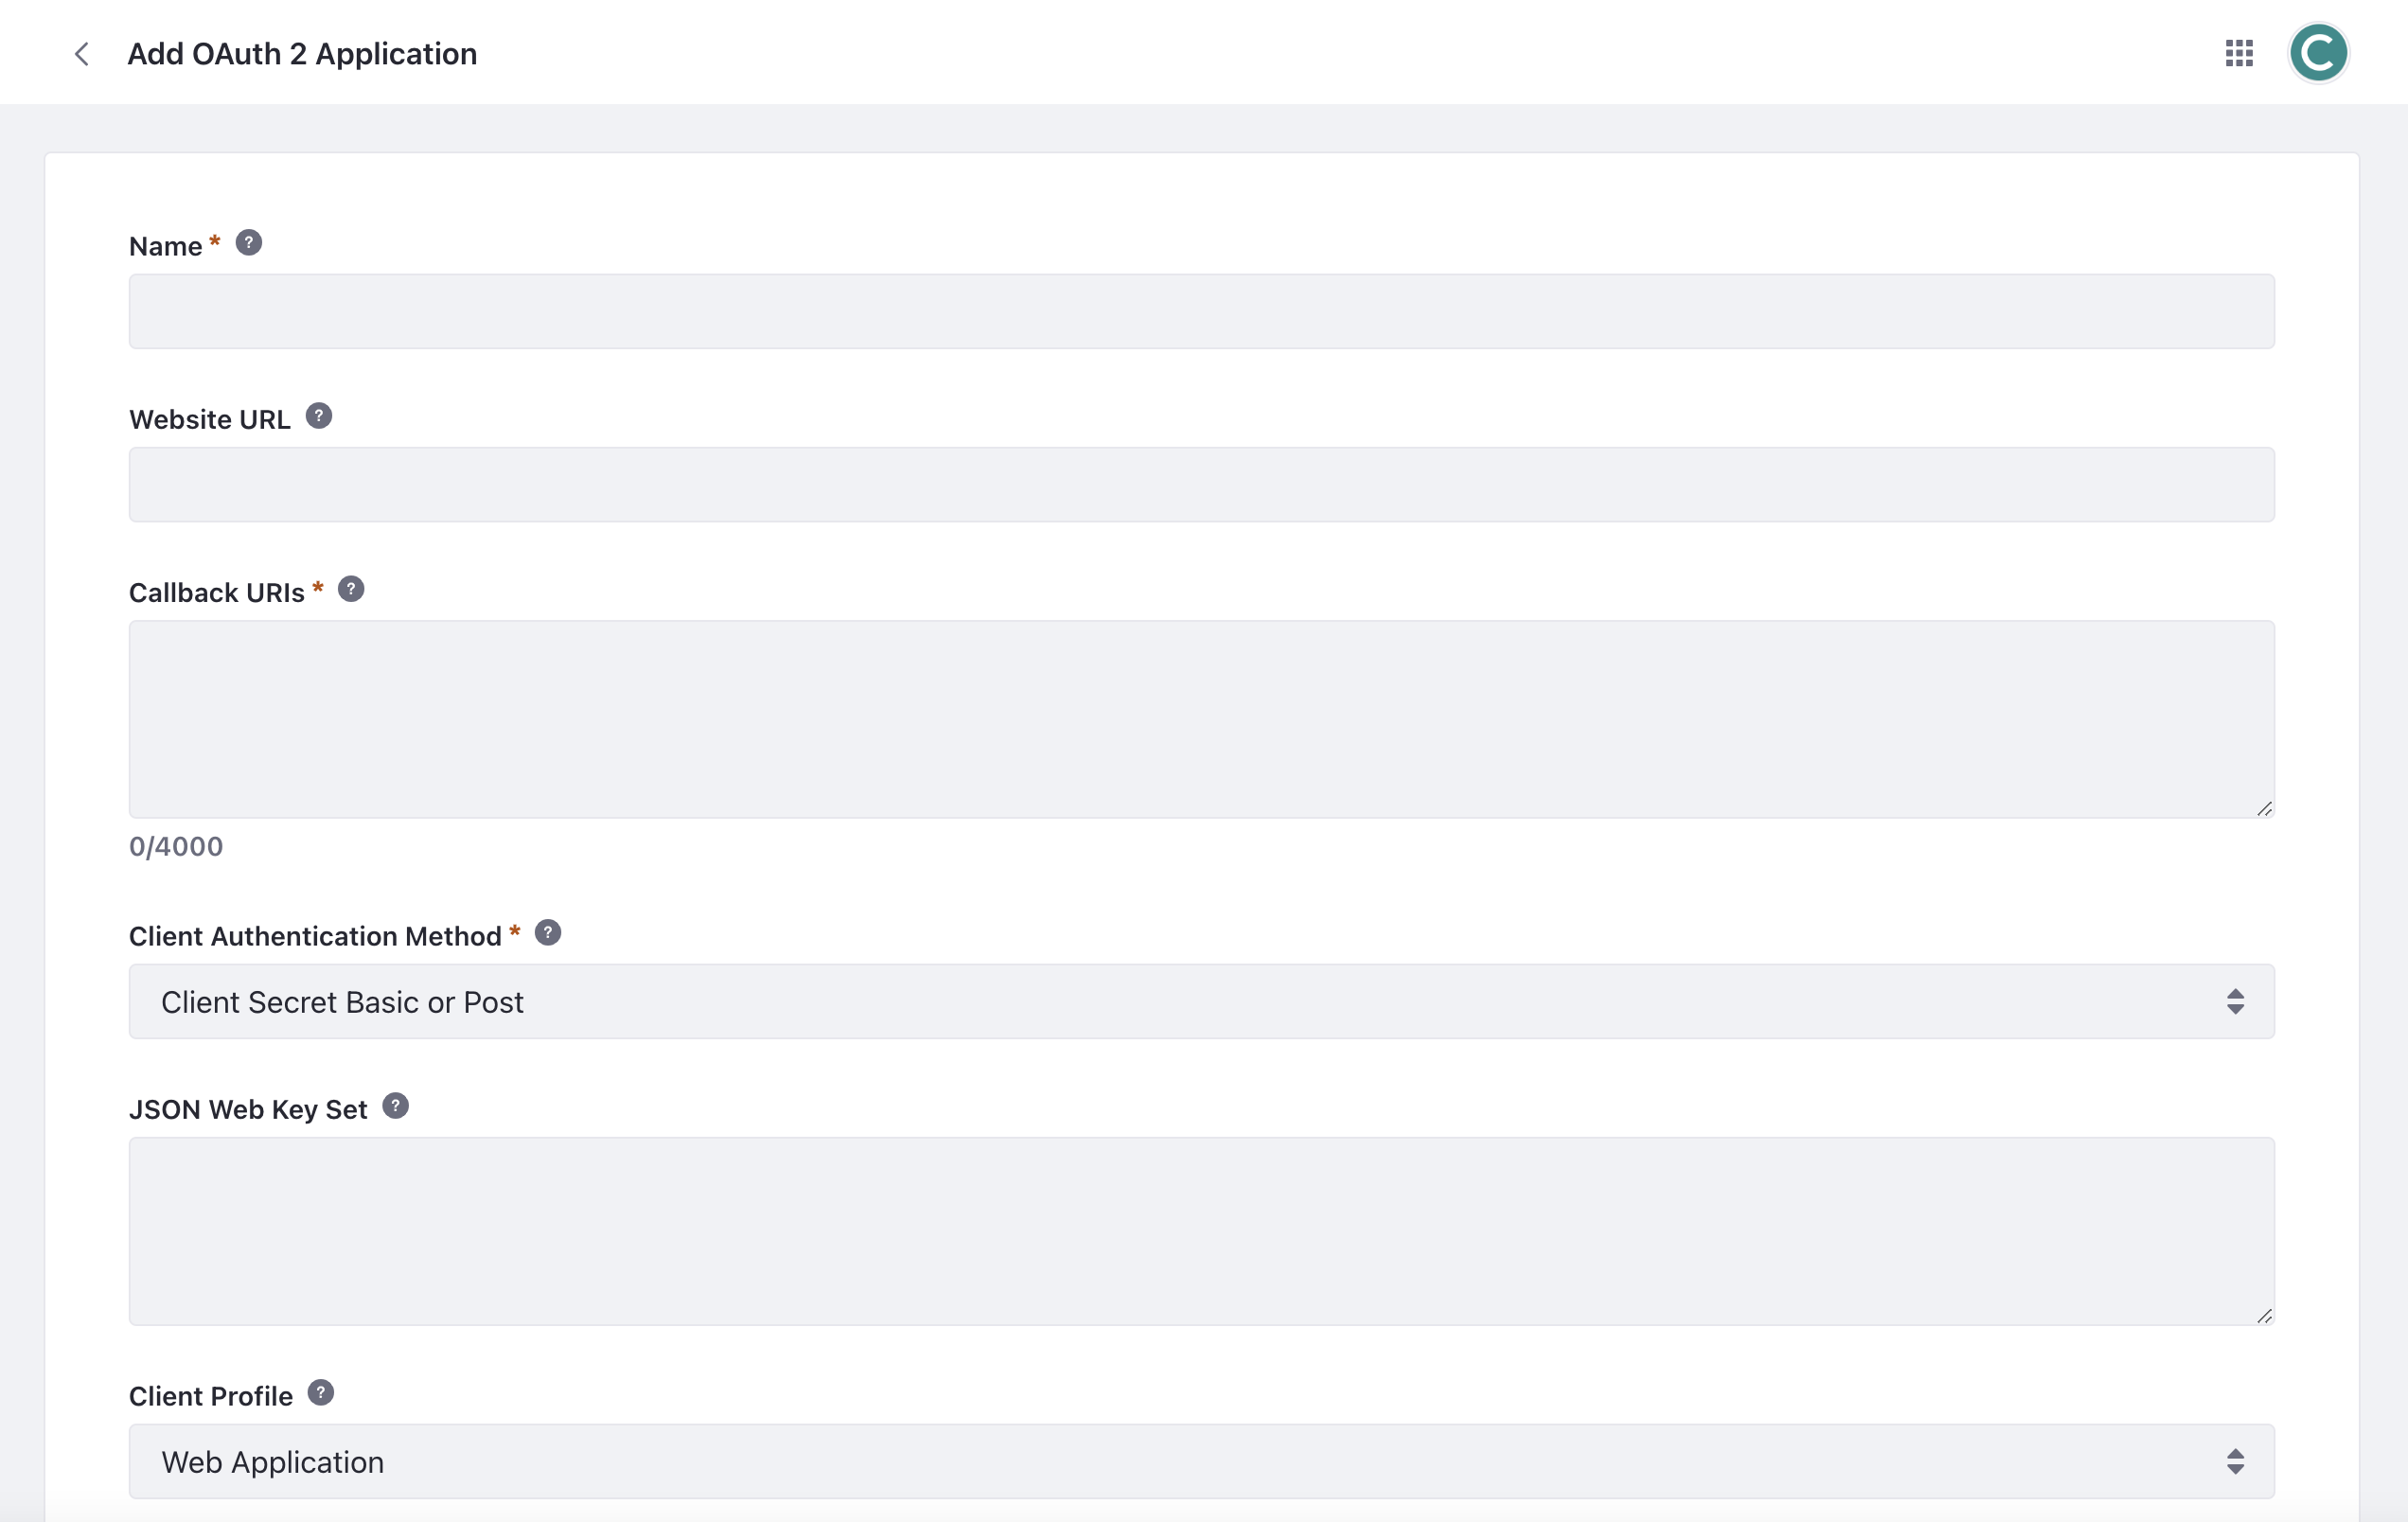 Add OAuth 2 Application
C
Name * ?
Website URL ?
Callback URIs * ?
0/4000
Client Authentication Method * ?
Client Secret Basic or Post
JSON Web Key Set ?
Client Profile ?
Web Application